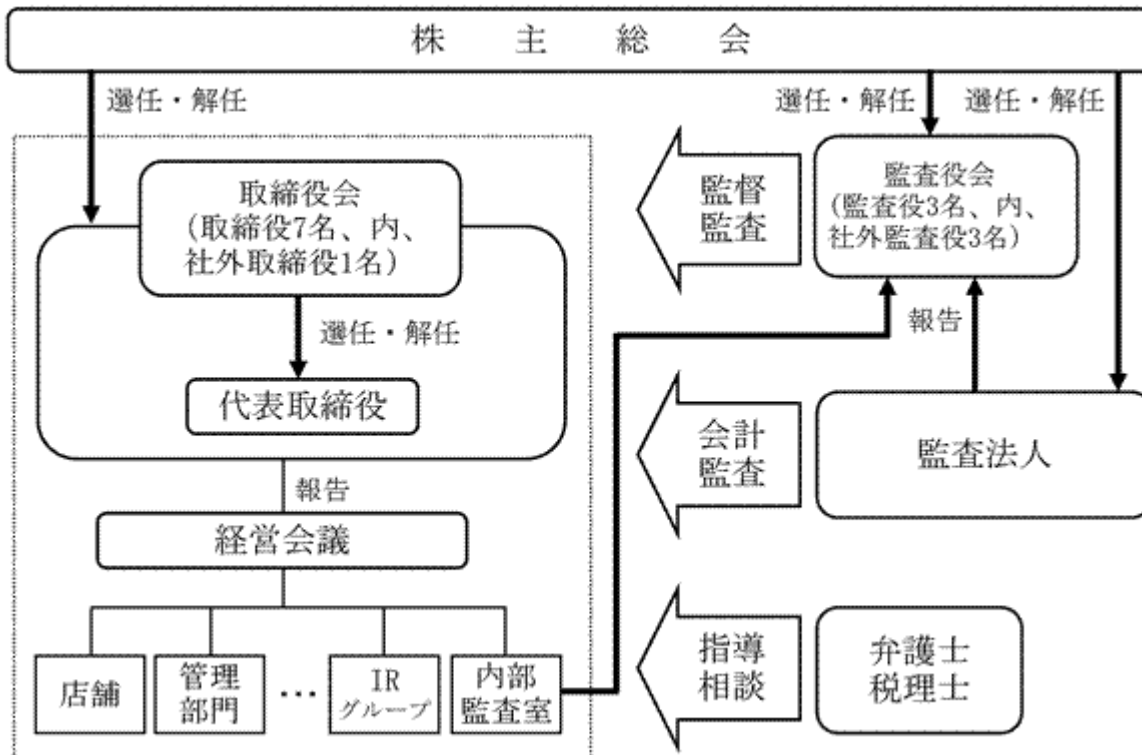 株主総会
選任・解任
選任・解任
選任・解任
取締役会
(取締役7名、内、
社外取締役1名)
選任・解任
代表取締役
報告
経営会議
店舗
管理
部門
…
IR
グループ
内部
監査室
監督
監査
監査役会
(監査役3名、内、
社外監査役3名)
報告
会計
監査
監査法人
指導
相談
弁護士
税理士